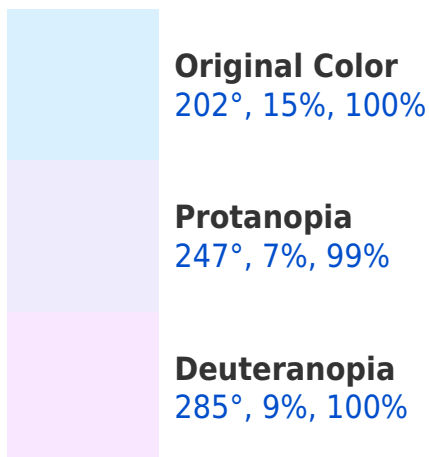 Original Color
202°, 15%, 100%
Protanopia
247°, 7%, 99%
Deuteranopia
285°, 9%, 100%